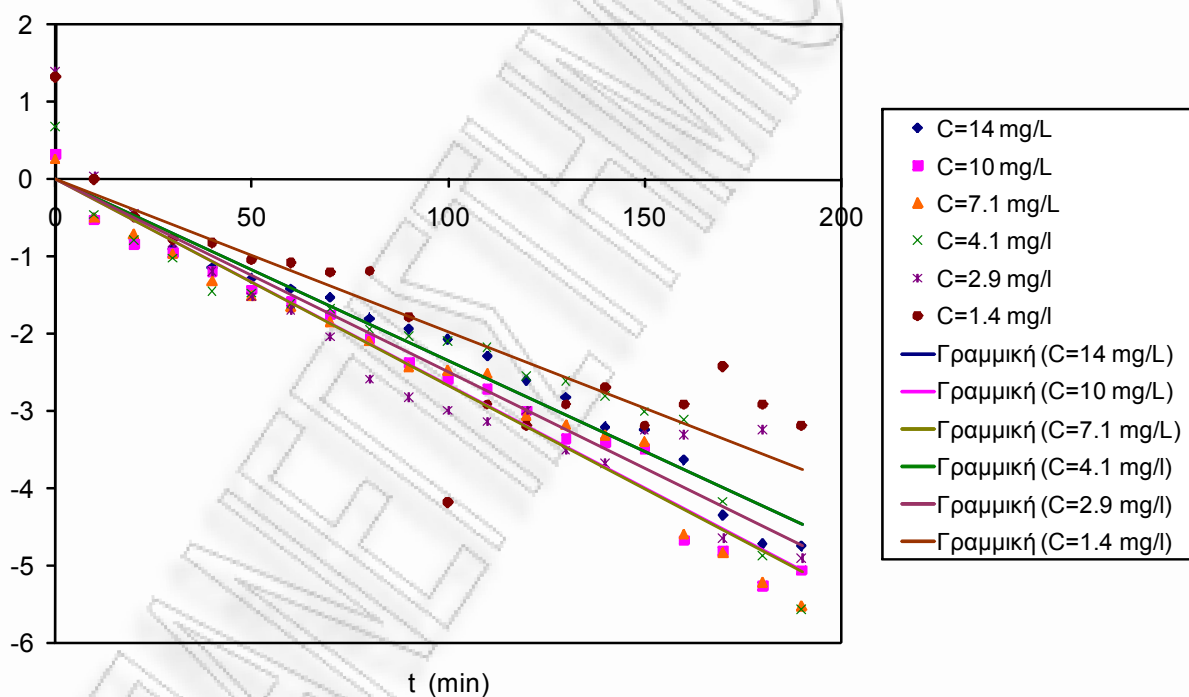 2
1
0
-1
-2
-3
-4
-5
-6
0
50
100
150
200
t (min)
C=14 mg/L
C=10 mg/L
C=7.1 mg/L
C=4.1 mg/l
C=2.9 mg/l
C=1.4 mg/l
Γραμμική (C=14 mg/L)
Γραμμική (C=10 mg/L)
Γραμμική (C=7.1 mg/L)
Γραμμική (C=4.1 mg/l)
Γραμμική (C=2.9 mg/l)
Γραμμική (C=1.4 mg/l)